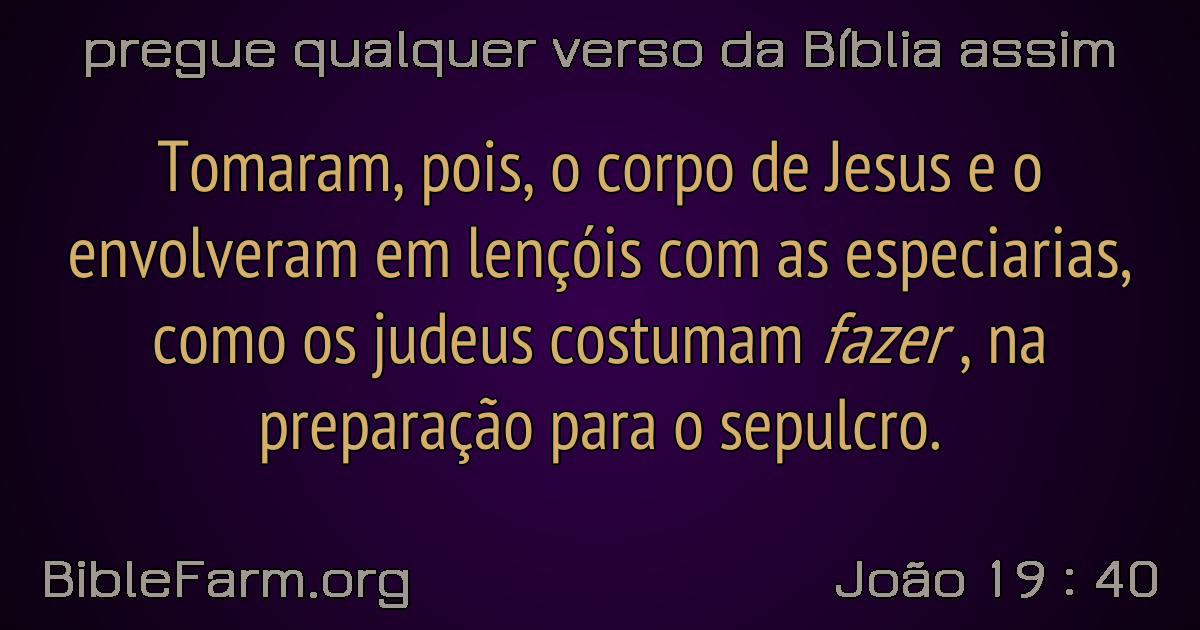 pregue qualquer verso da Bíblia assim
Tomaram, pois, o corpo de Jesus e o
envolveram em lençóis com as especiarias,
como os judeus costumam fazer , na
preparação para o sepulcro.
BibleFarm.org
João 19 : 40